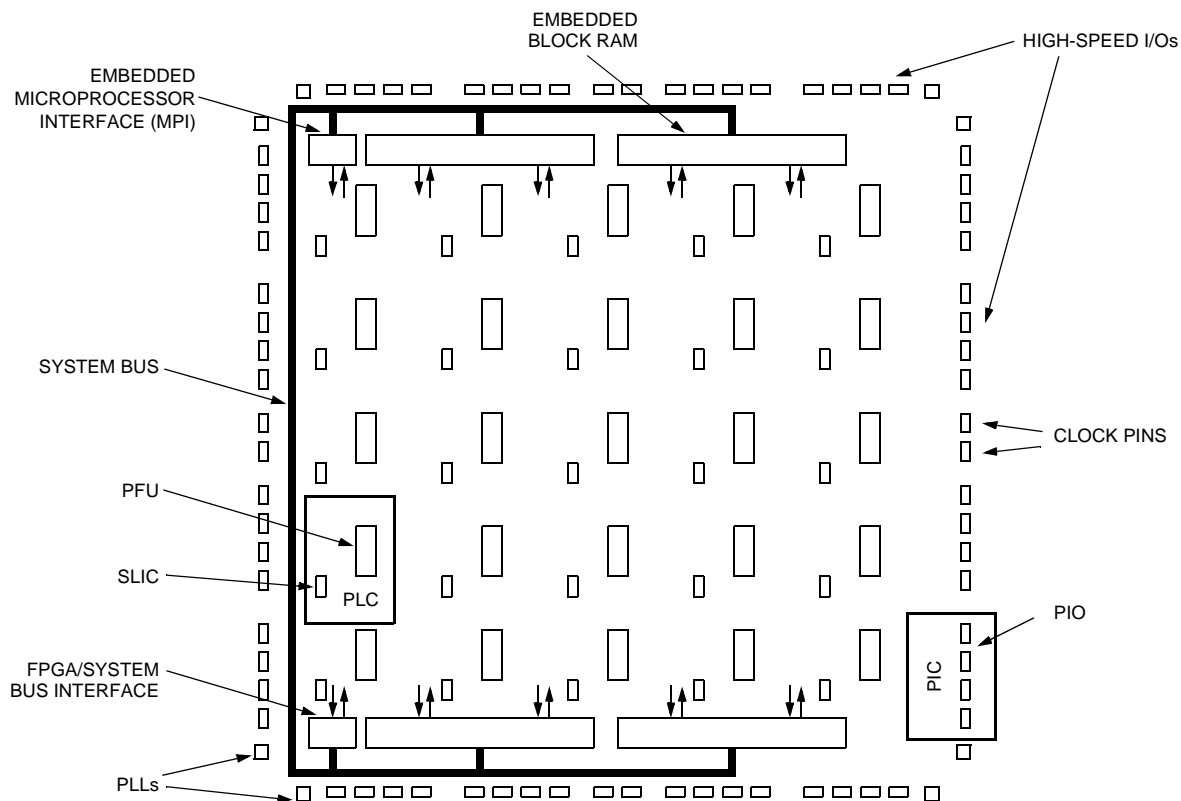 EMBEDDED
BLOCK RAM
HIGH-SPEED I/Os
EMBEDDED
MICROPROCESSOR
INTERFACE (MPI)
SYSTEM BUS
CLOCK PINS
PFU
SLIC
PLC
PIO
PIC
FPGA/SYSTEM
BUS INTERFACE
PLLs